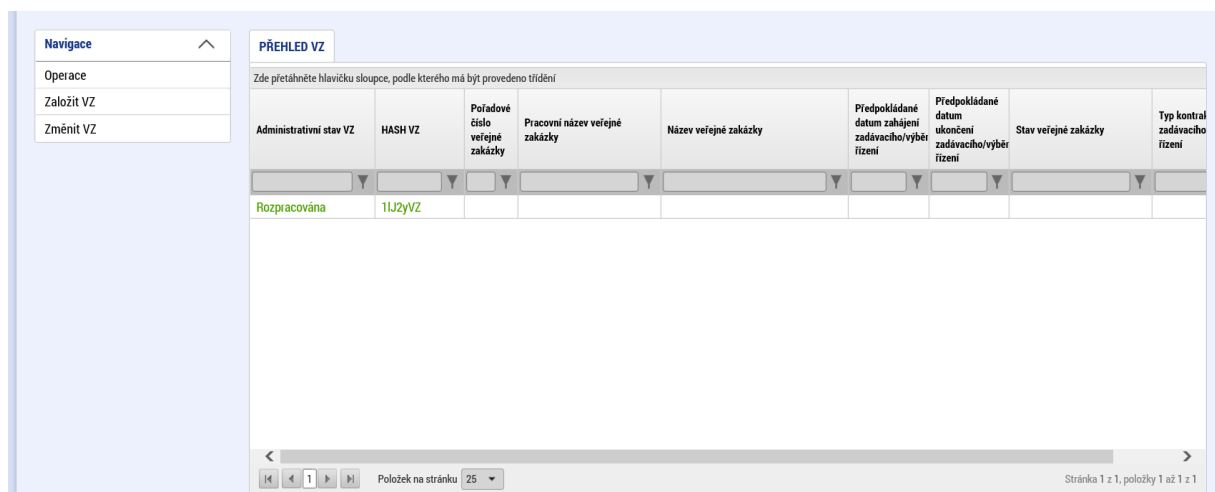 Navigace
Operace
Založit VZ
Změnit VZ
PŘEHLED VZ
Zde přetáhněte hlavičku sloupce, podle kterého má být provedeno třídění
Administrativní stav VZ
HASH VZ
Pořadové
číslo
veřejné
zakázky
Pracovní název veřejné
zakázky
Název veřejné zakázky
Předpokládané
datum zahájení
zadávacího/výběr
řízení
Předpokládané
datum
ukončení
zadávacího/výběr
řízení
Stav veřejné zakázky
Typ kontrak
zadávacího
řízení
Rozpracována
1IJ2yVZ
1
Položek na stránku 25
Stránka 1 z 1, položky 1 až 1 z 1